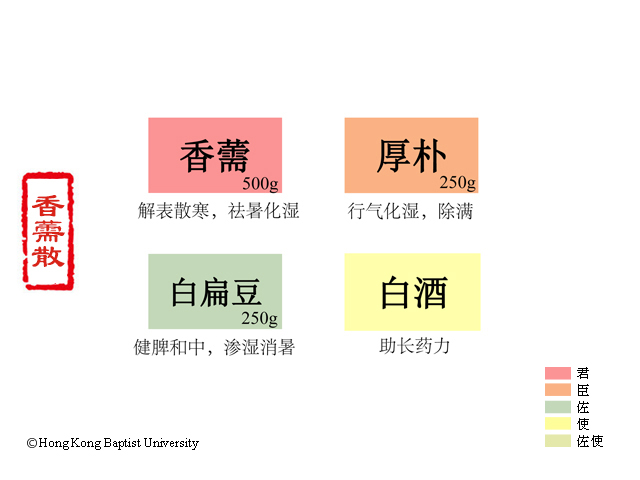 香薷散
香薷
500g
解表散寒，祛暑化湿
厚朴
250g
行气化湿，除满
白扁豆
250g
健脾和中，渗湿消暑
白酒
助长药力
君
臣
佐
使
佐使
©Hong Kong Baptist University